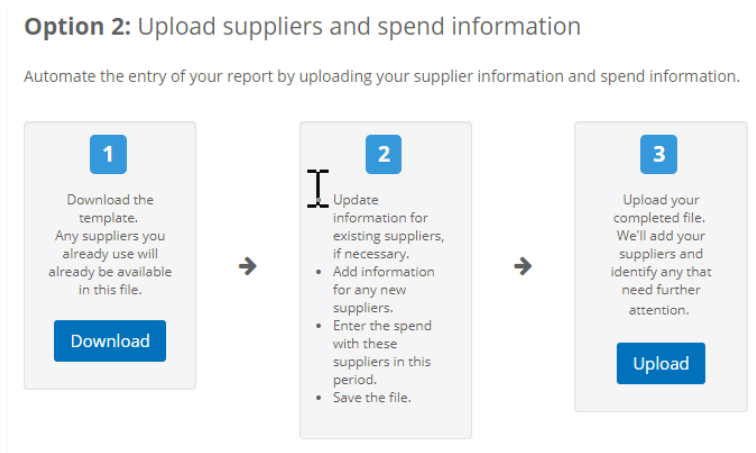 Option 2: Upload suppliers and spend information
Automate the entry of your report by uploading your supplier information and spend information.
1
Download the
template.
Any suppliers you
already use will
already be available
in this file.
Download
2
Update
information for
existing suppliers,
if necessary.
Add information
for any new
suppliers.
Enter the spend
with these
suppliers in this
period.
Save the file.
3
Upload your
completed file.
We'll add your
suppliers and
identify any that
need further
attention.
Upload